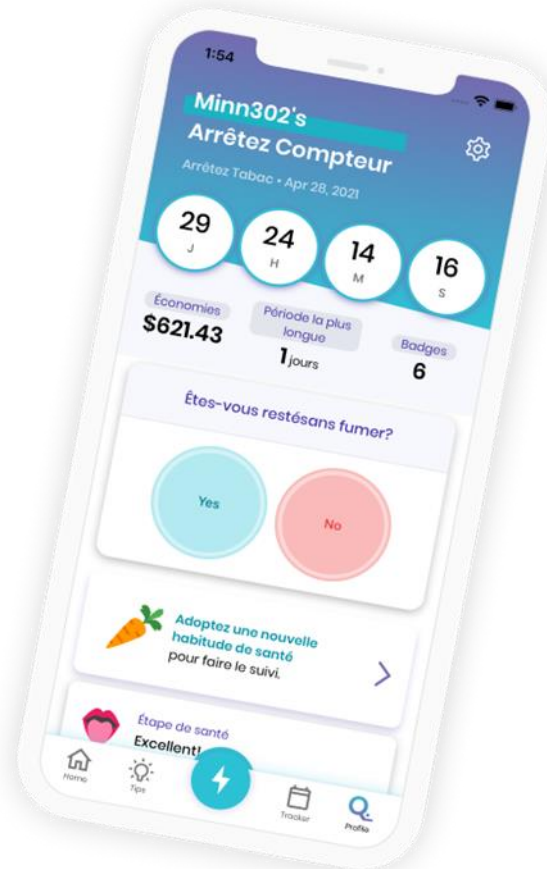 1:54
Minn302's
Arrêtez Compteur
Arrêtez Tabac • Apr 28, 2021
29
J
24
H
14
M
16
S
Économies
$621.43
Période la plus
longue
1 jours
Badges
6
Êtes-vous restésans fumer?
Yes
No
Adoptez une nouvelle
habitude de santé
pour faire le suivi.
Étape de santé
Excellent!
Home
Tips
Tracker
Q.
Profile